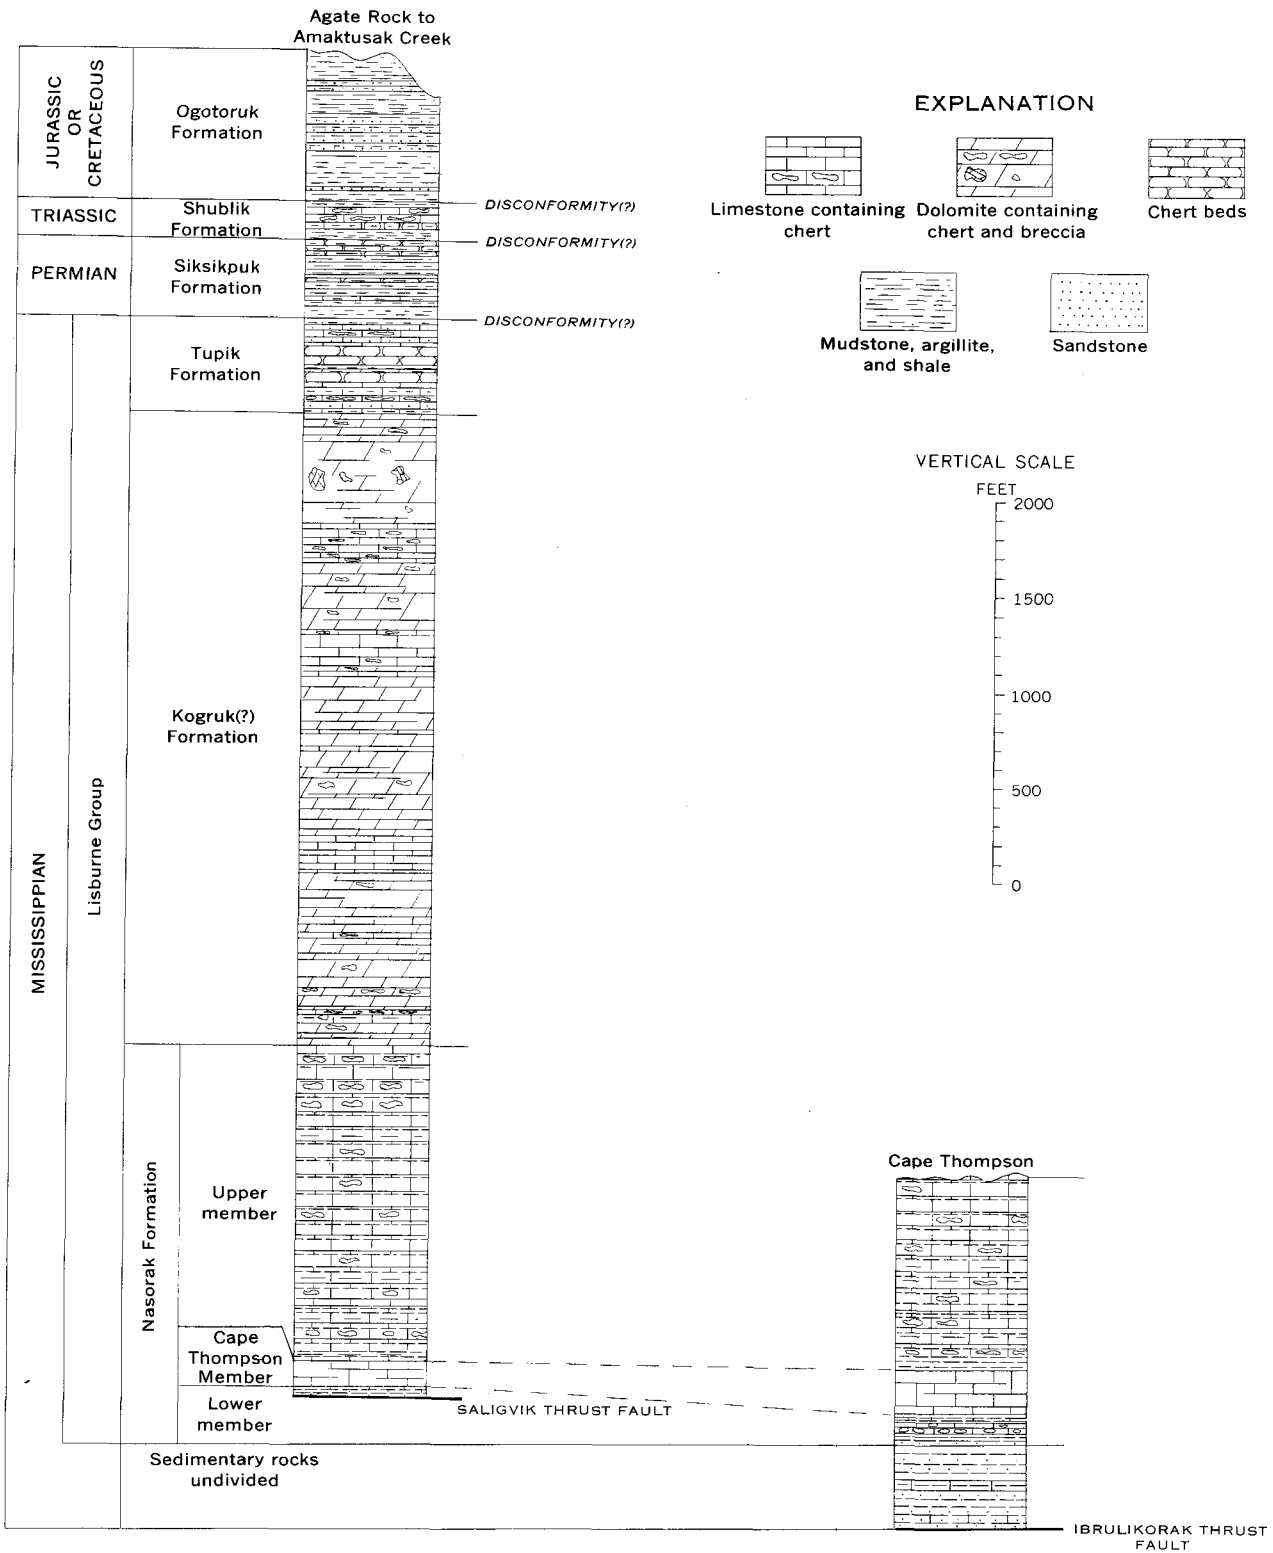 Agate Rock to
Amaktusak Creek
JURASSIC
OR
CRETACEOUS
Ogotoruk
Formation
TRIASSIC
Shublik
Formation
DISCONFORMITY(?)
DISCONFORMITY(?)
PERMIAN
Siksikpuk
Formation
DISCONFORMITY(?)
MISSISSIPPIAN
Lisburne Group
Tupik
Formation
Kogruk(?)
Formation
Nasorak Formation
Upper
member
Cape
Thompson
Member
Lower
member
Sedimentary rocks
undivided
SALIGVIK THRUST FAULT
EXPLANATION
Limestone containing
chert
Dolomite containing
chert and breccia
Chert beds
Mudstone, argillite,
and shale
Sandstone
VERTICAL SCALE
FEET
2000
1500
1000
500
0
Cape Thompson
IBRULIKORAK THRUST
FAULT